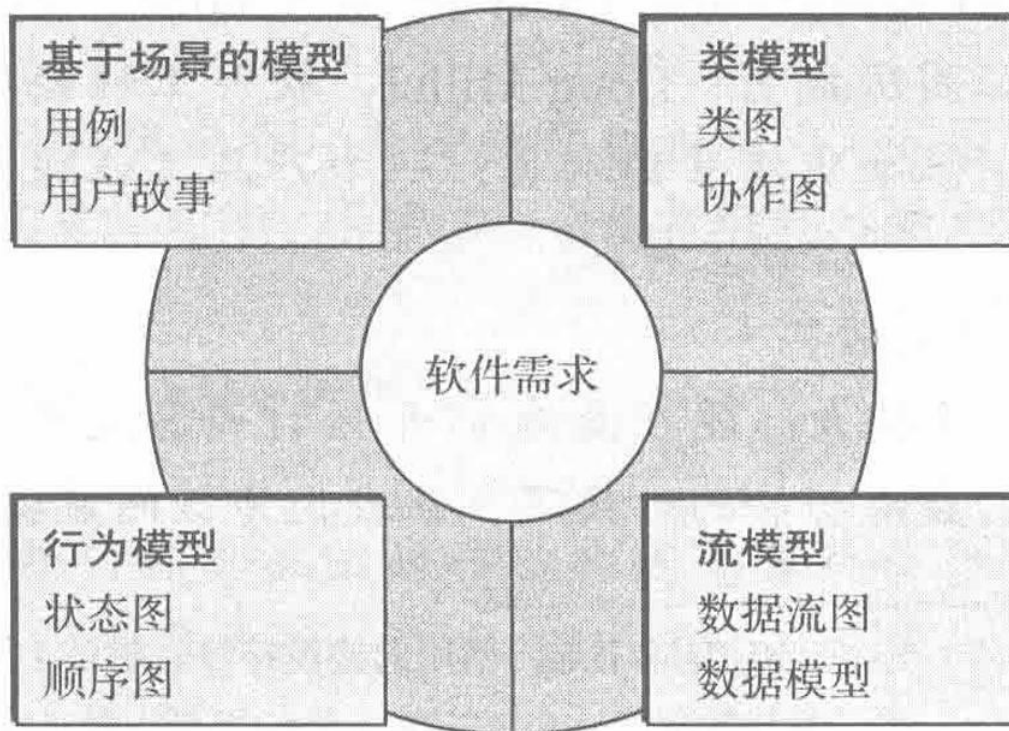 基于场景的模型
用例
用户故事
类模型
类图
协作图
软件需求
行为模型
状态图
顺序图
流模型
数据流图
数据模型